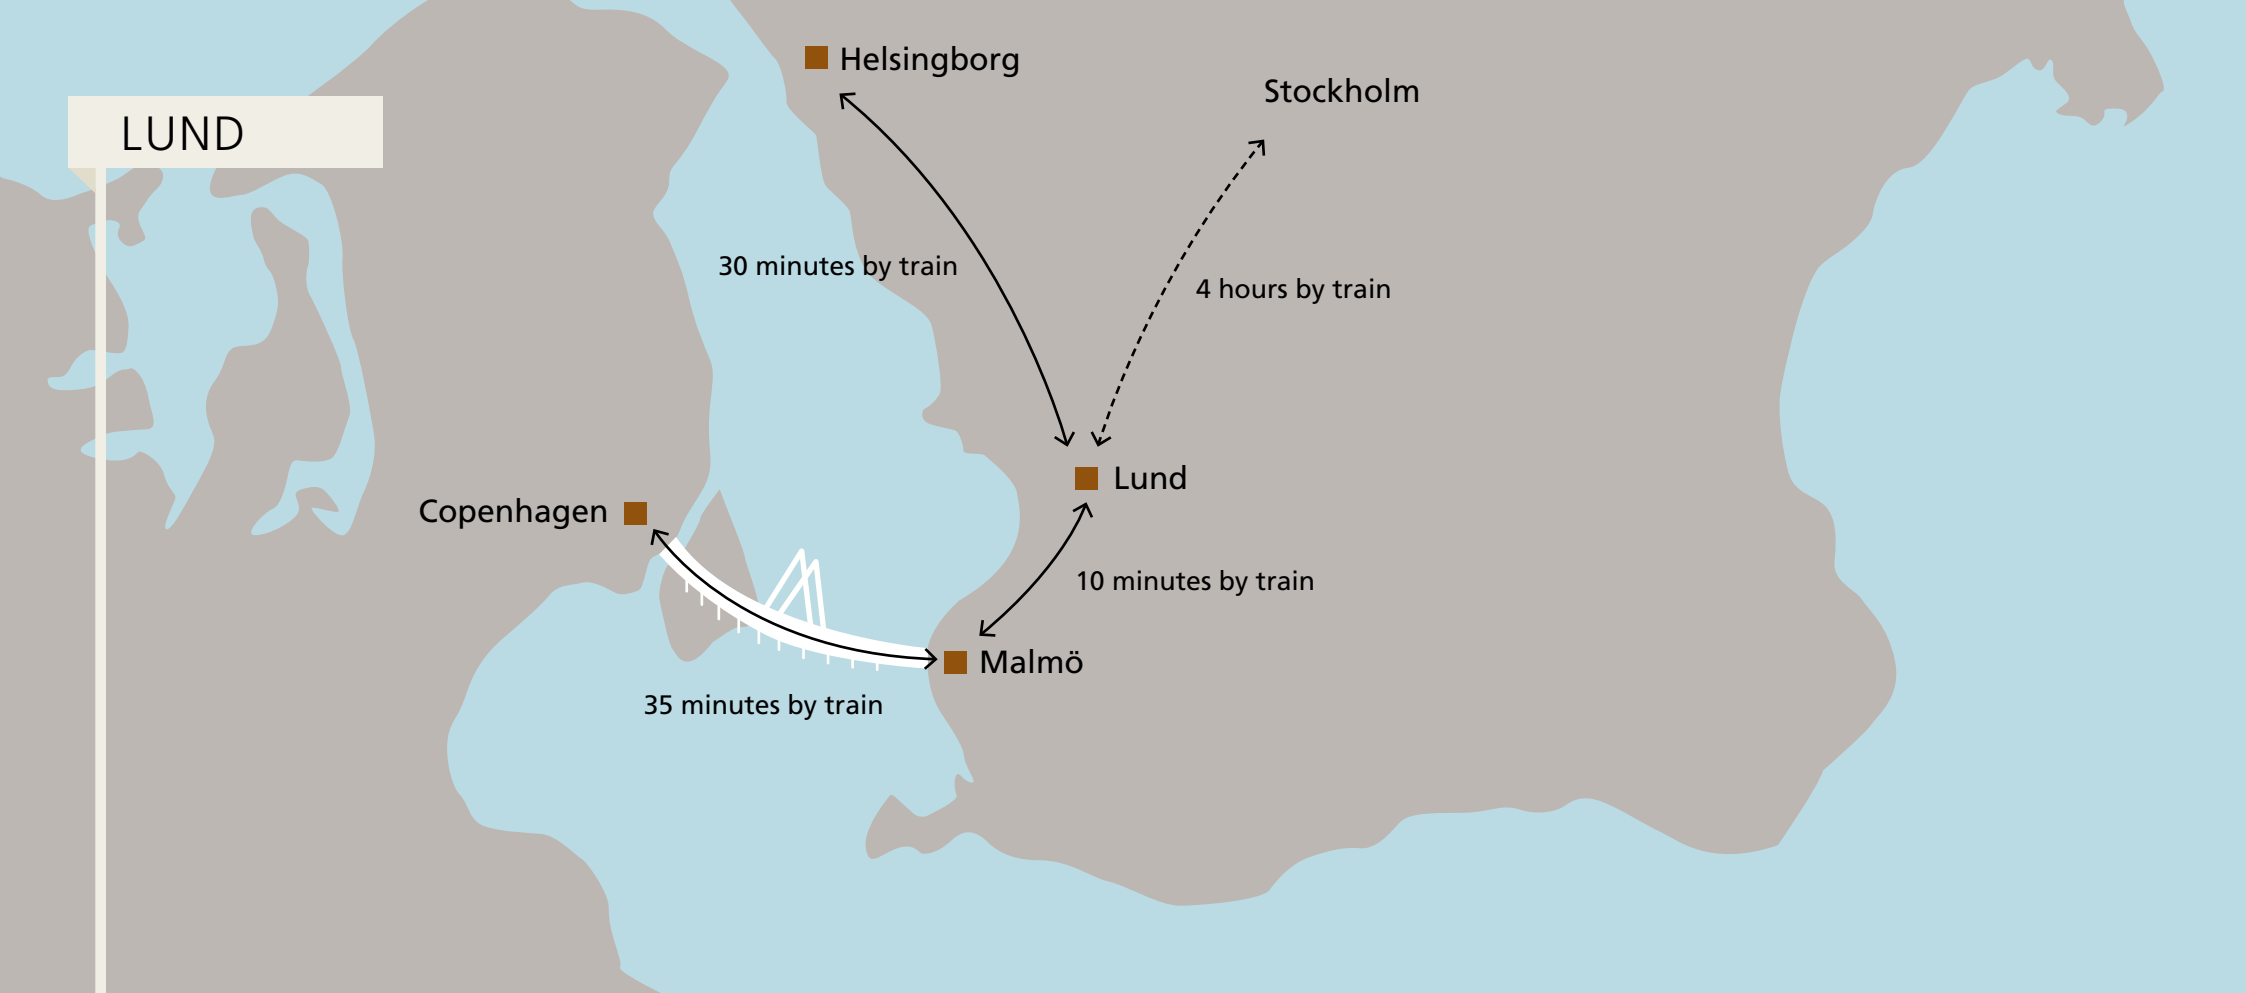 LUND
Helsingborg
Stockholm
30 minutes by train
4 hours by train
Lund
Copenhagen
10 minutes by train
Malmö
35 minutes by train